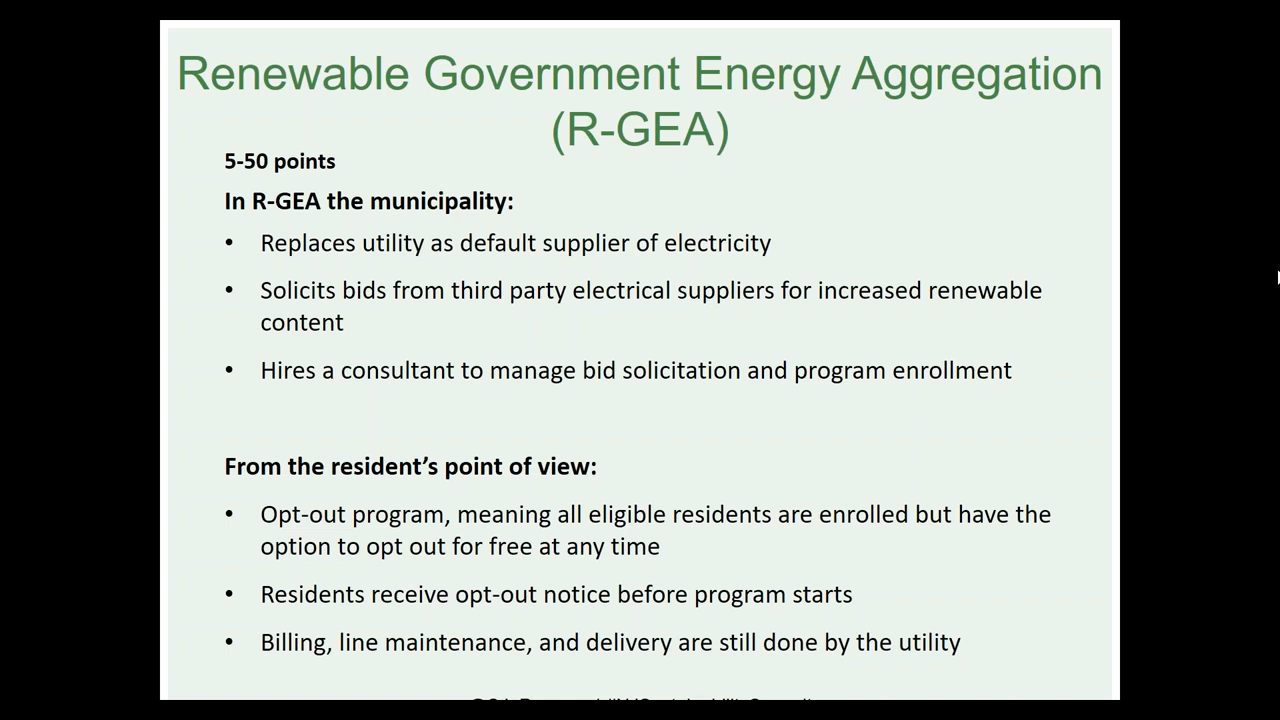 Renewable Government Energy Aggregation
(R-GEA)
5-50 points
In R-GEA the municipality:
• Replaces utility as default supplier of electricity
• Solicits bids from third party electrical suppliers for increased renewable
content
• Hires a consultant to manage bid solicitation and program enrollment
From the resident’s point of view:
• Opt-out program, meaning all eligible residents are enrolled but have the
option to opt out for free at any time
• Residents receive opt-out notice before program starts
• Billing, line maintenance, and delivery are still done by the utility